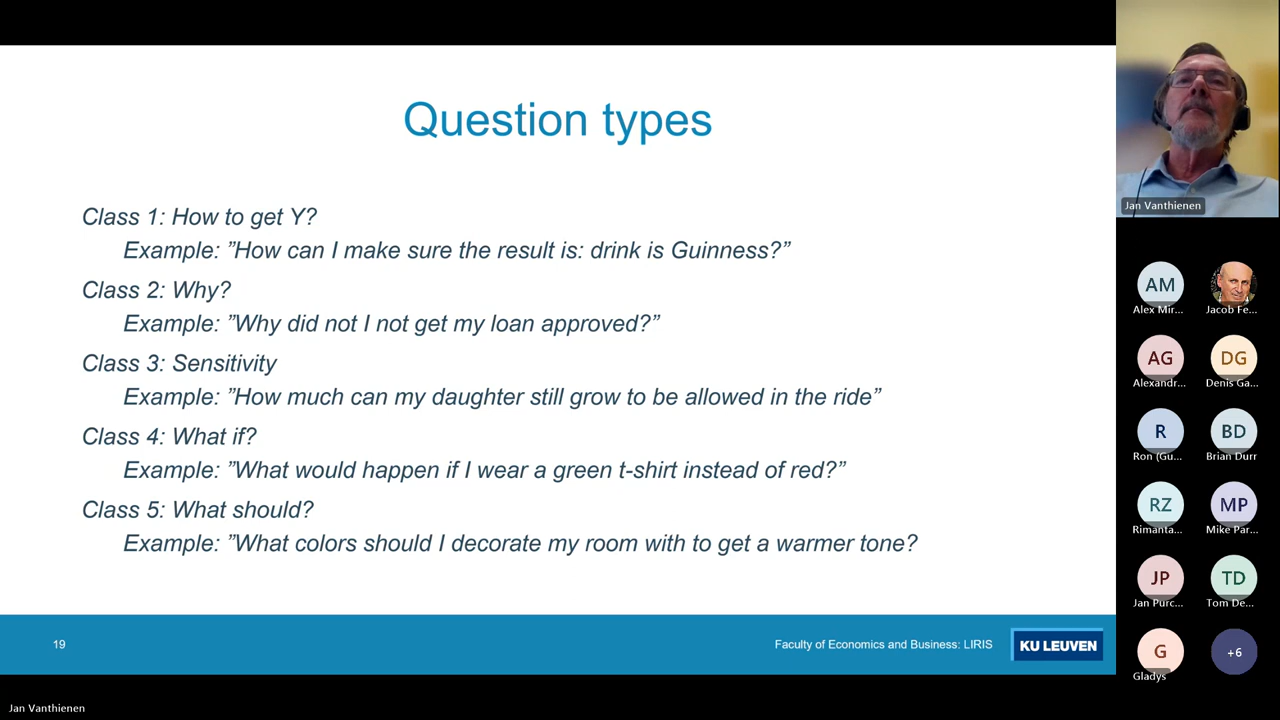 Question types
Class 1: How to get Y?
Example: ”How can I make sure the result is: drink is Guinness?”
Class 2: Why?
Example: ”Why did not I not get my loan approved?”
Class 3: Sensitivity
Example: ”How much can my daughter still grow to be allowed in the ride”
Class 4: What if?
Example: ”What would happen if I wear a green t-shirt instead of red?”
Class 5: What should?
Example: ”What colors should I decorate my room with to get a warmer tone?
19
Faculty of Economics and Business: LIRIS
KU LEUVEN
Jan Vanthienen
AM
Alex Mir...
Jacob Fe...
AG
Alexandr...
DG
Denis Ga...
R
Ron (Gu...
BD
Brian Durr
RZ
Rimanta...
MP
Mike Par...
JP
Jan Purc...
TD
Tom De...
G
Gladys
+6
Jan Vanthienen